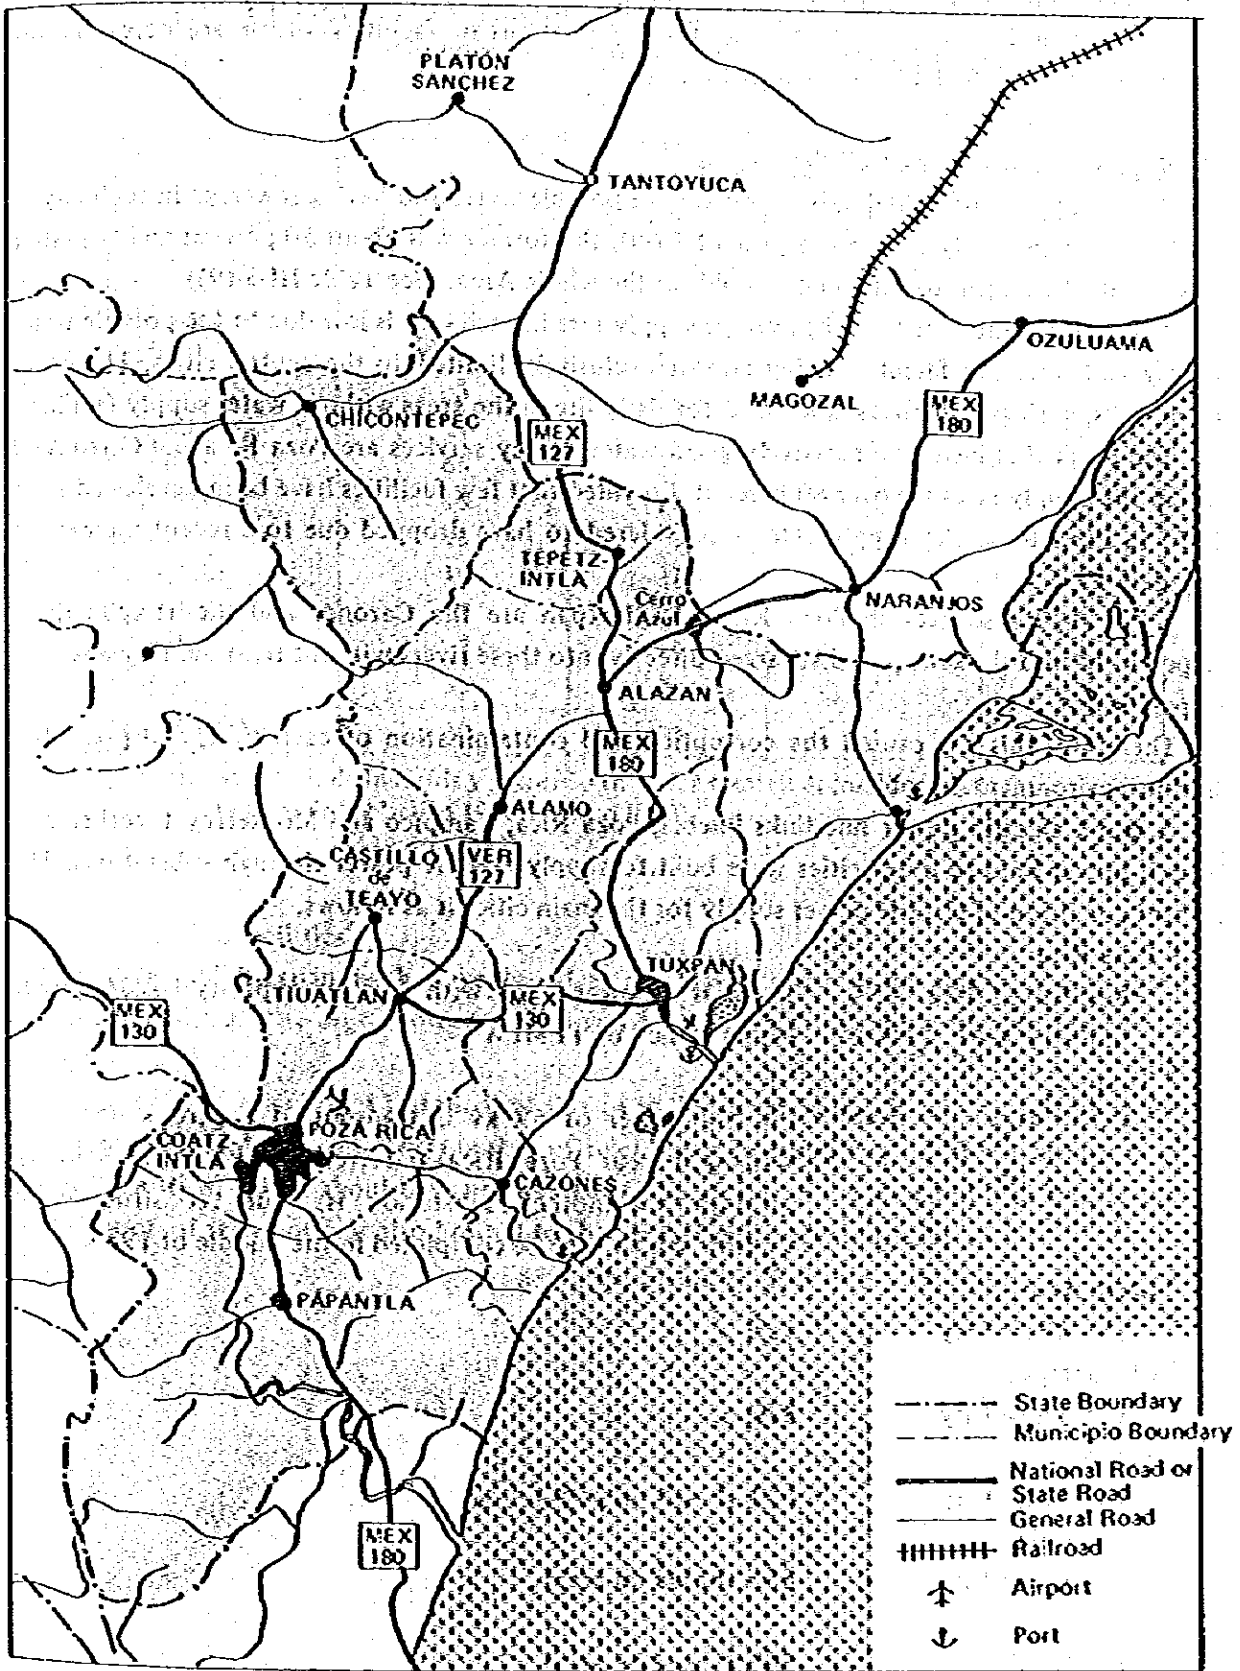 PLATÓN
SANCHEZ
TANTOYUCA
OZULUAMA
MAGOZAL
CHICONTEPEC
MEX
180
MEX
127
TEPETZ-
INTLA
Cerro
Azul
NARANJOS
ALAZAN
MEX
180
ALAMO
CASTILLO
de
TEAYO
VER
127
TUXPAN
TIUATLAN
MEX
130
MEX
130
POZA RICA
COATZ-
INTLA
CAZONES
PAPANTLA
MEX
180
State Boundary
Municipio Boundary
National Road or
State Road
General Road
Railroad
Airport
Port